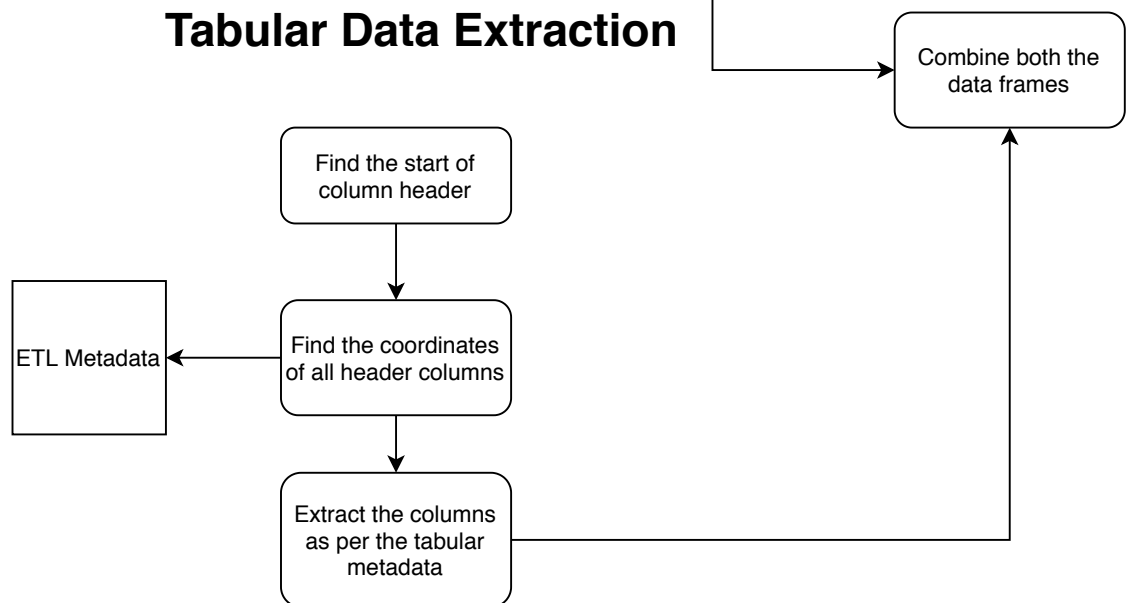 Tabular Data Extraction
Combine both the
data frames
Find the start of
column header
ETL Metadata
Find the coordinates
of all header columns
Extract the columns
as per the tabular
metadata